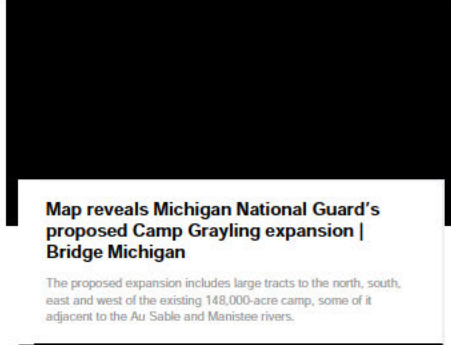 Map reveals Michigan National Guard's
proposed Camp Grayling expansion |
Bridge Michigan
The proposed expansion includes large tracts to the north, south,
east and west of the existing 148,000-acre camp, some of it
adjacent to the Au Sable and Manistee rivers.